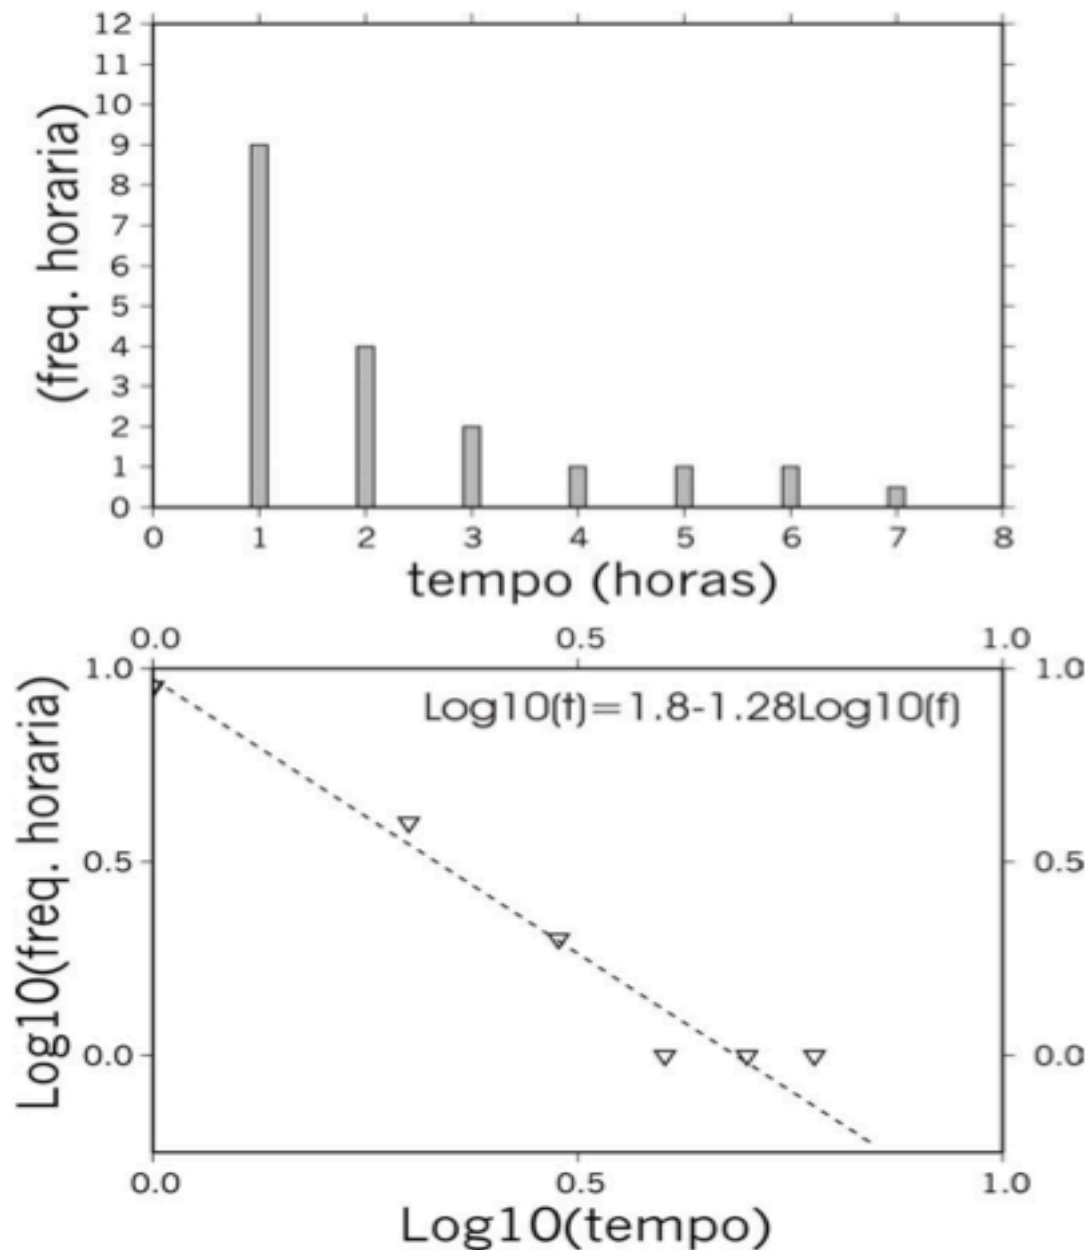 12
11
10
9
8
7
6
5
4
3
2
1
0
(freq. horaria)
0 1 2 3 4 5 6 7 8
tempo (horas)
0.0 0.5 1.0
1.0 1.0
Log10(t)=1.8-1.28Log10(f)
0.5 0.5
0.0 0.0
Log10(freq. horaria)
0.0 0.5 1.0
Log10(tempo)